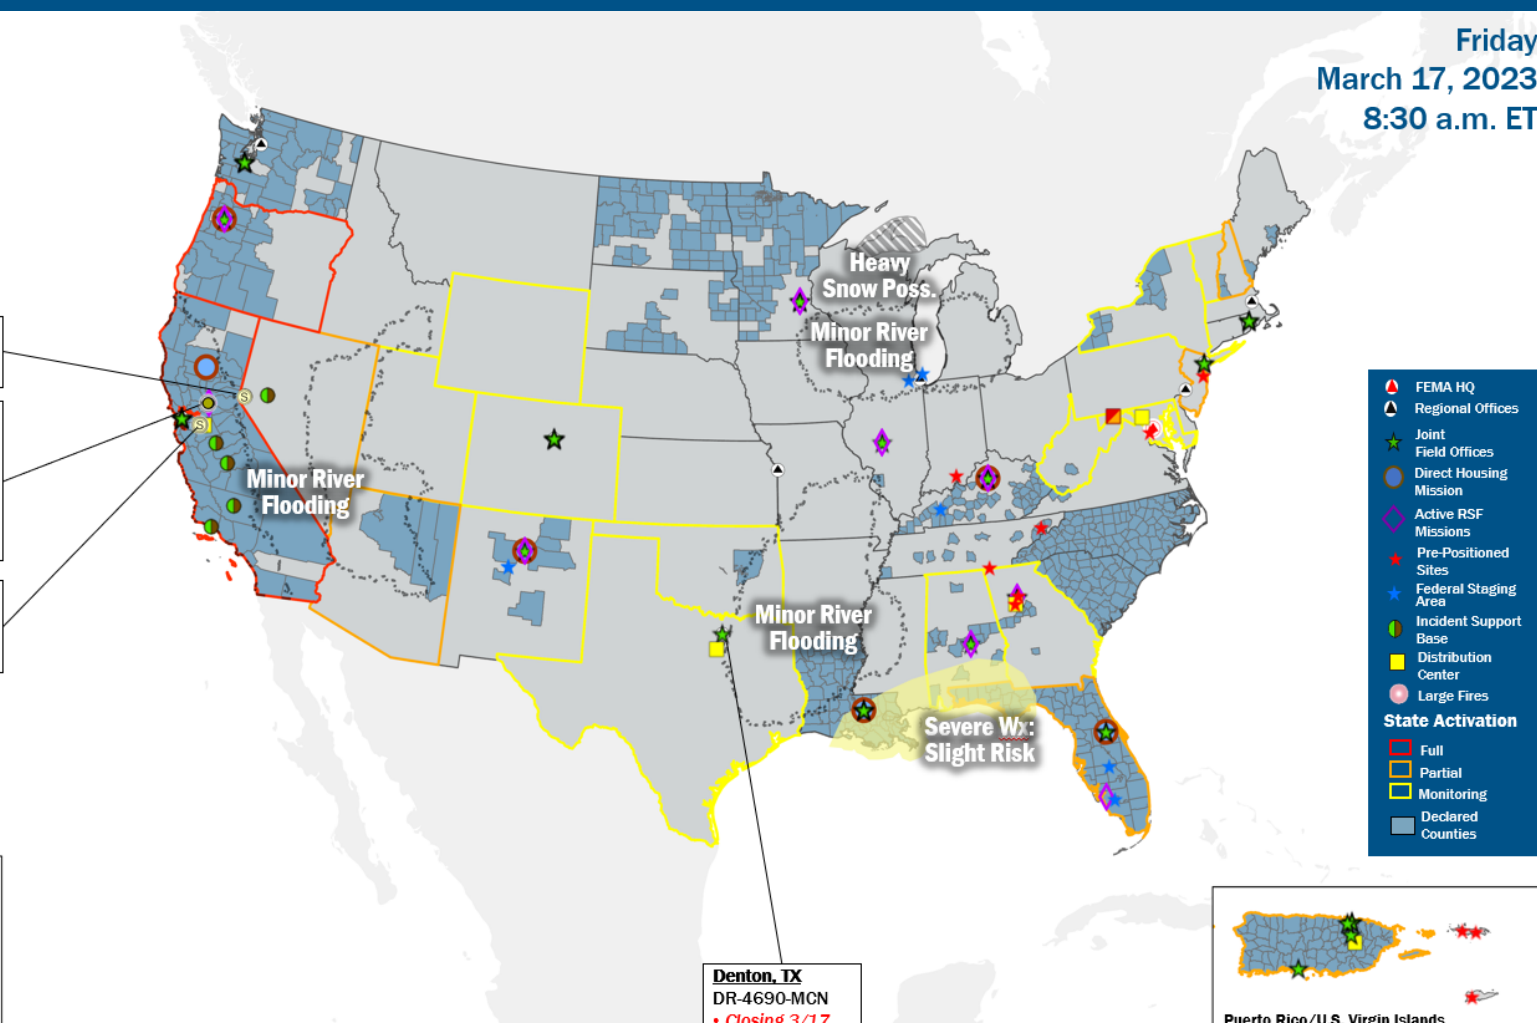 Friday
March 17, 2023
8:30 a.m. ET
Heavy
Snow Poss.
Minor River
Flooding
Minor River
Flooding
Minor River
Flooding
Severe Wx:
Slight Risk
S
S
FEMA HQ
Regional Offices
Joint
Field Offices
Direct Housing
Mission
Active RSF
Missions
Pre-Positioned
Sites
Federal Staging
Area
Incident Support
Base
Distribution
Center
Large Fires
State Activation
Full
Partial
Monitoring
Declared
Counties
Denton, TX
DR-4690-MCN
• Closing 3/17
Puerto Rico/U.S. Virgin Islands